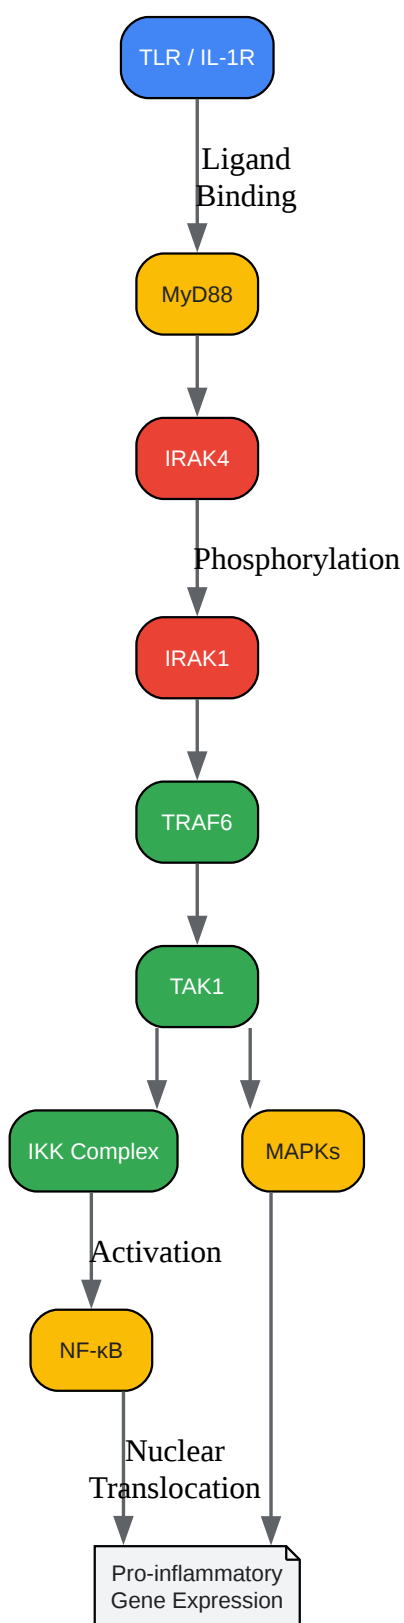 TLR / IL-1R
Ligand
Binding
MyD88
IRAK4
Phosphorylation
IRAK1
TRAF6
TAK1
IKK Complex
MAPKs
Activation
NF-κB
Nuclear
Translocation
Pro-inflammatory
Gene Expression